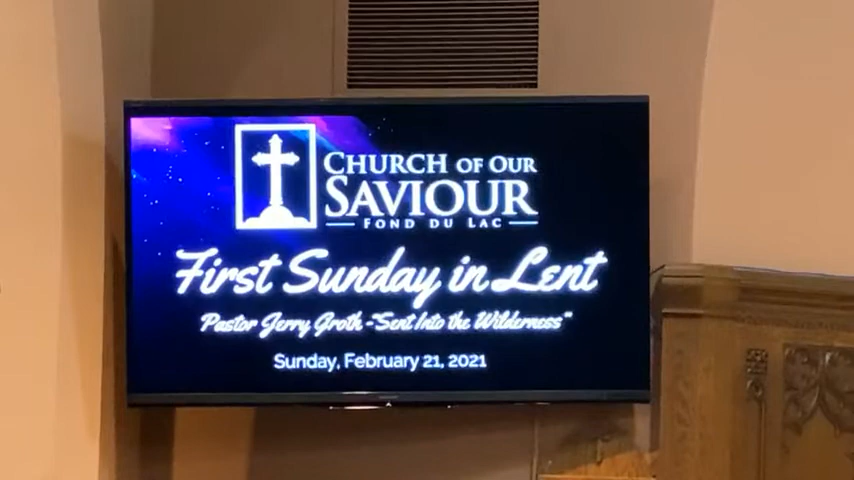 CHURCH OF OUR
SAVIOUR
FOND DU LAC
First Sunday in Lent
Pastor Jerry Groth - "Sent Into the Wilderness"
Sunday, February 21, 2021